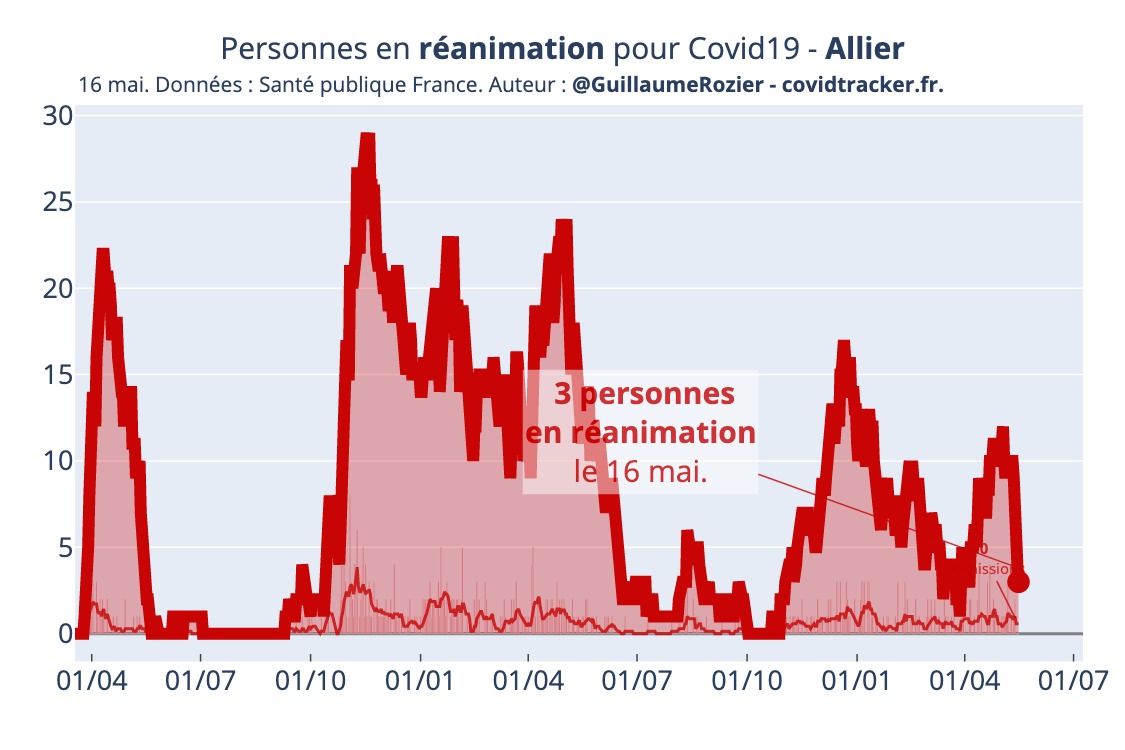 Personnes en réanimation pour Covid19 - Allier
16 mai. Données : Santé publique France. Auteur : @GuillaumeRozier - covidtracker.fr.
30
25
20
15
10
5
0
3 personnes
en réanimation
le 16 mai.
01/04 01/07 01/10 01/01 01/04 01/07 01/10 01/01 01/04 01/07